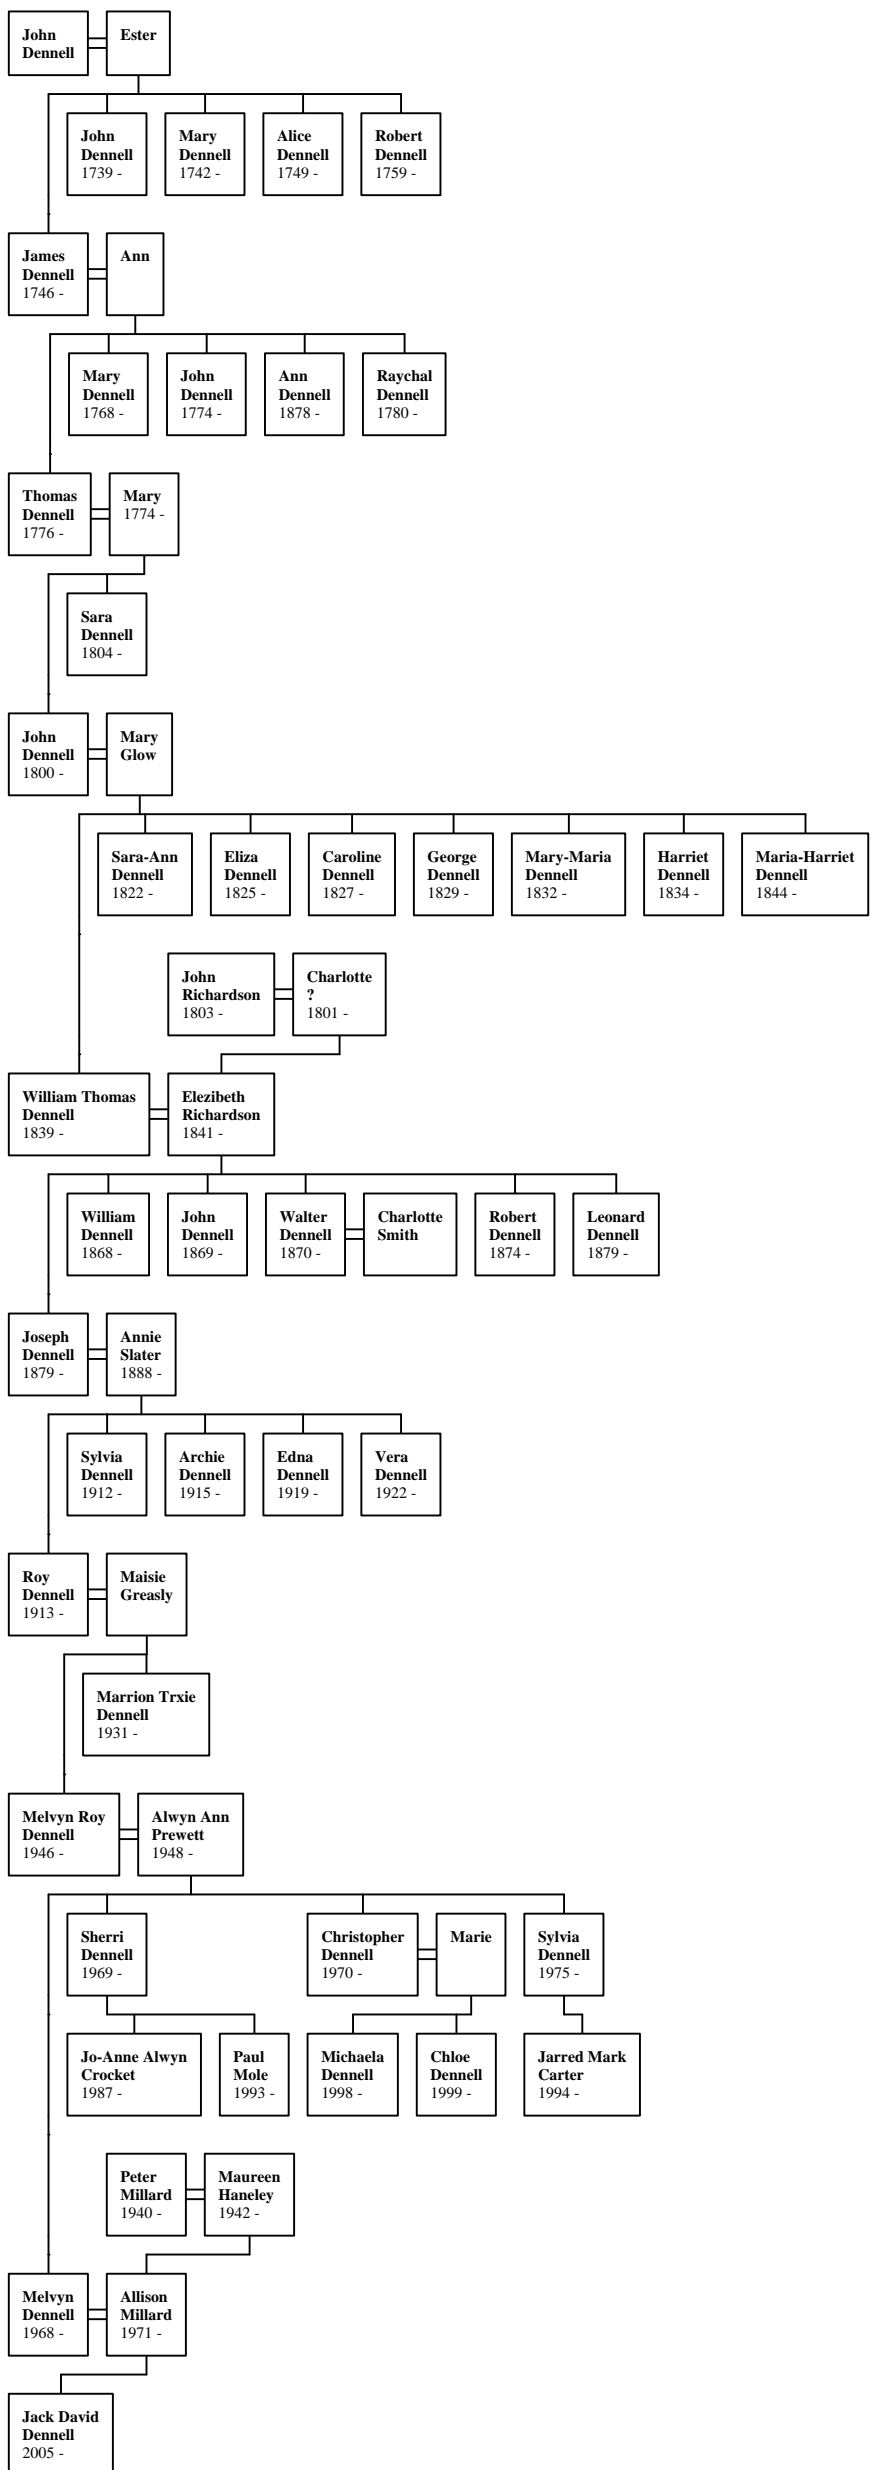 John
Dennell
Ester
John
Dennell
1739 -
Mary
Dennell
1742 -
Alice
Dennell
1749 -
Robert
Dennell
1759 -
James
Dennell
1746 -
Ann
Mary
Dennell
1768 -
John
Dennell
1774 -
Ann
Dennell
1878 -
Raychal
Dennell
1780 -
Thomas
Dennell
1776 -
Mary
1774 -
Sara
Dennell
1804 -
John
Dennell
1800 -
Mary
Glow
Sara-Ann
Dennell
1822 -
Eliza
Dennell
1825 -
Caroline
Dennell
1827 -
George
Dennell
1829 -
Mary-Maria
Dennell
1832 -
Harriet
Dennell
1834 -
Maria-Harriet
Dennell
1844 -
John
Richardson
1803 -
Charlotte
?
1801 -
William Thomas
Dennell
1839 -
Elezibeth
Richardson
1841 -
William
Dennell
1868 -
John
Dennell
1869 -
Walter
Dennell
1870 -
Charlotte
Smith
Robert
Dennell
1874 -
Leonard
Dennell
1879 -
Joseph
Dennell
1879 -
Annie
Slater
1888 -
Sylvia
Dennell
1912 -
Archie
Dennell
1915 -
Edna
Dennell
1919 -
Vera
Dennell
1922 -
Roy
Dennell
1913 -
Maisie
Greasly
Marrion Trxie
Dennell
1931 -
Melvyn Roy
Dennell
1946 -
Alwyn Ann
Prewett
1948 -
Sherri
Dennell
1969 -
Christopher
Dennell
1970 -
Marie
Sylvia
Dennell
1975 -
Jo-Anne Alwyn
Crocket
1987 -
Paul
Mole
1993 -
Michaela
Dennell
1998 -
Chloe
Dennell
1999 -
Jarred Mark
Carter
1994 -
Peter
Millard
1940 -
Maureen
Haneley
1942 -
Melvyn
Dennell
1968 -
Allison
Millard
1971 -
Jack David
Dennell
2005 -